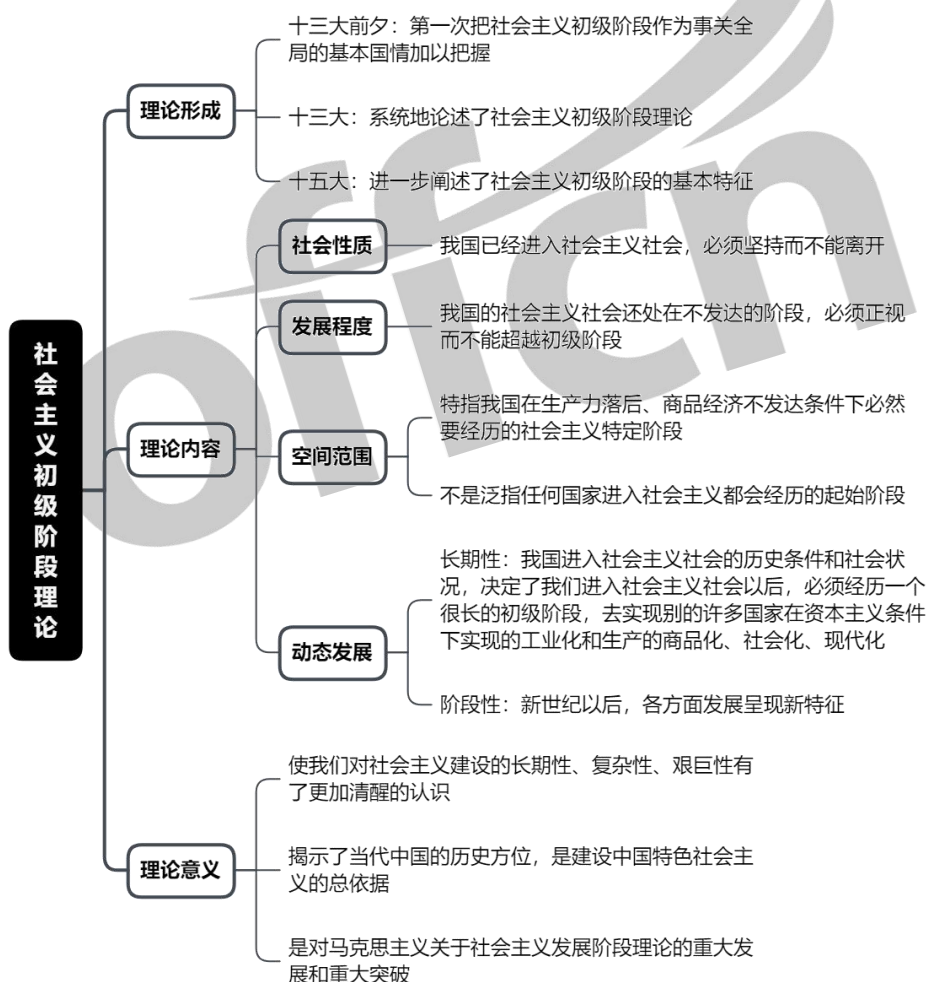 社会主义初级阶段理论
理论形成
十三大前夕：第一次把社会主义初级阶段作为事关全
局的基本国情加以把握
十三大：系统地论述了社会主义初级阶段理论
十五大：进一步阐述了社会主义初级阶段的基本特征
理论内容
社会性质
我国已经进入社会主义社会，必须坚持而不能离开
发展程度
我国的社会主义社会还处在不发达的阶段，必须正视
而不能超越初级阶段
空间范围
特指我国在生产力落后、商品经济不发达条件下必然
要经历的社会主义特定阶段
不是泛指任何国家进入社会主义都会经历的起始阶段
动态发展
长期性：我国进入社会主义社会的历史条件和社会状
况，决定了我们进入社会主义社会以后，必须经历一个
很长的初级阶段，去实现别的许多国家在资本主义条件
下实现的工业化和生产的商品化、社会化、现代化
阶段性：新世纪以后，各方面发展呈现新特征
理论意义
使我们对社会主义建设的长期性、复杂性、艰巨性有
了更加清醒的认识
揭示了当代中国的历史方位，是建设中国特色社会主
义的总依据
是对马克思主义关于社会主义发展阶段理论的重大发
展和重大突破
offcn